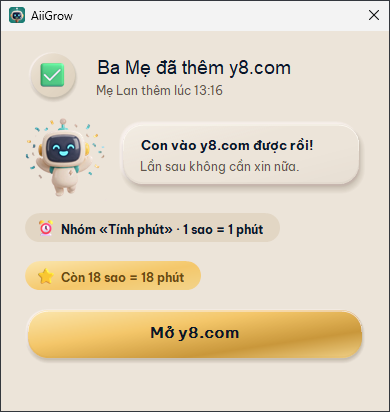 AiiGrow
Ba Mẹ đã thêm y8.com
Mẹ Lan thêm lúc 13:16
Con vào y8.com được rồi!
Lần sau không cần xin nữa.
Nhóm «Tính phút» · 1 sao = 1 phút
Còn 18 sao = 18 phút
Mở y8.com